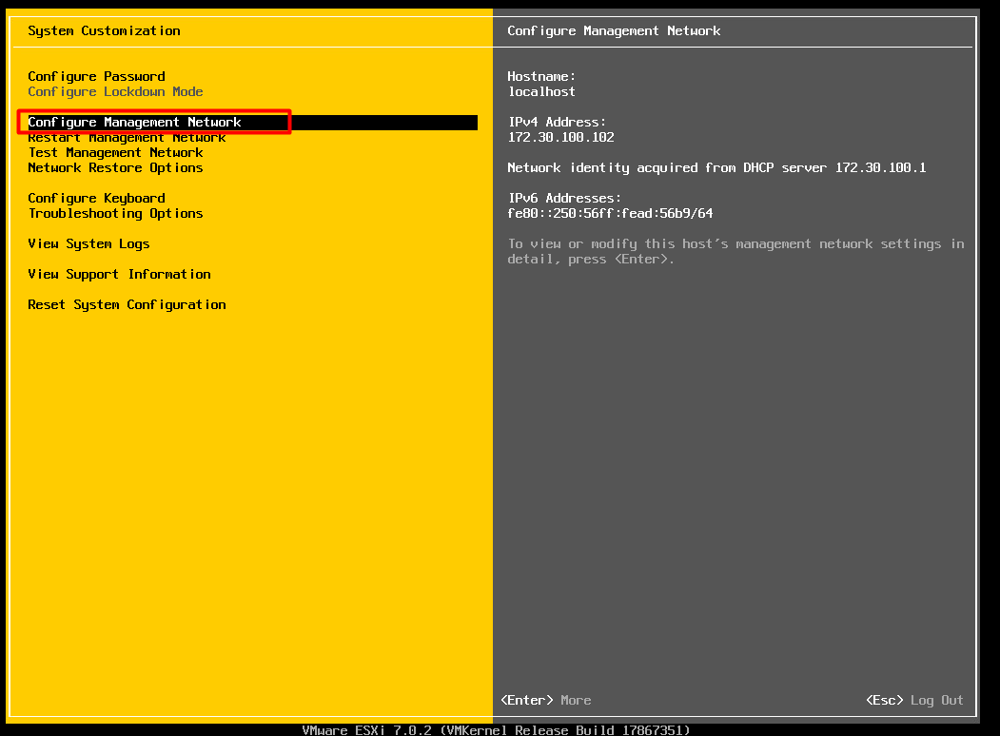 System Customization
Configure Password
Configure Lockdown Mode
Configure Management Network
Restart Management Network
Test Management Network
Network Restore Options
Configure Keyboard
Troubleshooting Options
View System Logs
View Support Information
Reset System Configuration
Configure Management Network
Hostname:
localhost
IPv4 Address:
172.30.100.102
Network identity acquired from DHCP server 172.30.100.1
IPv6 Addresses:
fe80::250:56ff:fead:56b9/64
To view or modify this host's management network settings in
detail, press <Enter>.
<Enter> More
<Esc> Log Out
VMware ESXi 7.0.2 (VMKernel Release Build 17867351)